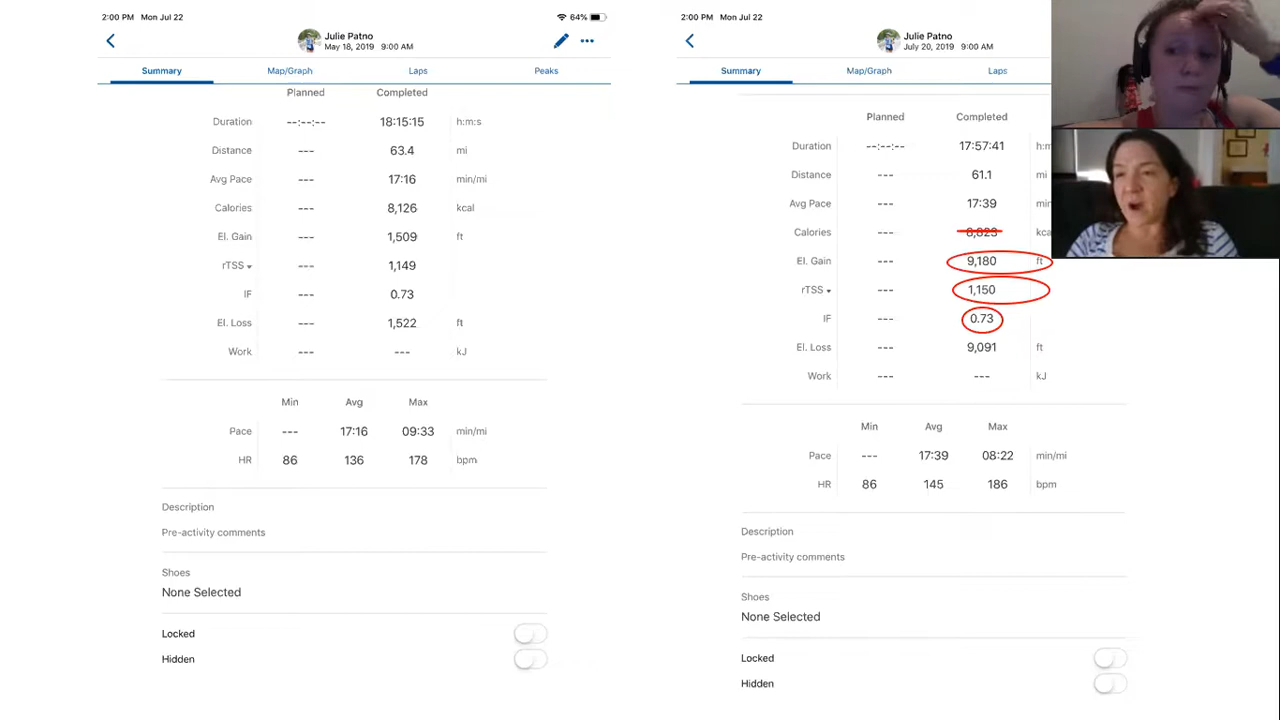 2:00 PM Mon Jul 22
64%
Julie Patno
May 18, 2019 9:00 AM
Summary Map/Graph Laps Peaks
Planned Completed
Duration --:--:-- 18:15:15 h:m:s
Distance --- 63.4 mi
Avg Pace --- 17:16 min/mi
Calories --- 8,126 kcal
El. Gain --- 1,509 ft
rTSS --- 1,149
IF --- 0.73
El. Loss --- 1,522 ft
Work --- --- kJ
Min Avg Max
Pace --- 17:16 09:33 min/mi
HR 86 136 178 bpm
Description
Pre-activity comments
Shoes
None Selected
Locked
Hidden
2:00 PM Mon Jul 22
Julie Patno
July 20, 2019 9:00 AM
Summary Map/Graph Laps
Planned Completed
Duration --:--:-- 17:57:41 h:m
Distance --- 61.1 mi
Avg Pace --- 17:39 min
Calories --- 8,823 kca
El. Gain --- 9,180 ft
rTSS --- 1,150
IF --- 0.73
El. Loss --- 9,091 ft
Work --- --- kJ
Min Avg Max
Pace --- 17:39 08:22 min/mi
HR 86 145 186 bpm
Description
Pre-activity comments
Shoes
None Selected
Locked
Hidden